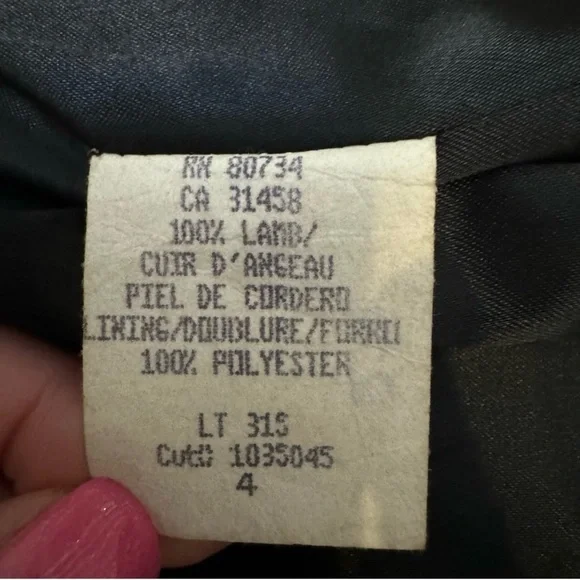 RN 80734
CA 31458
100% LAMB/
CUIR D'ANGEAU
PIEL DE CORDERO
LINING/DOUBLURE/FORRO
100% POLYESTER
LT 315
Cut# 1035045
4